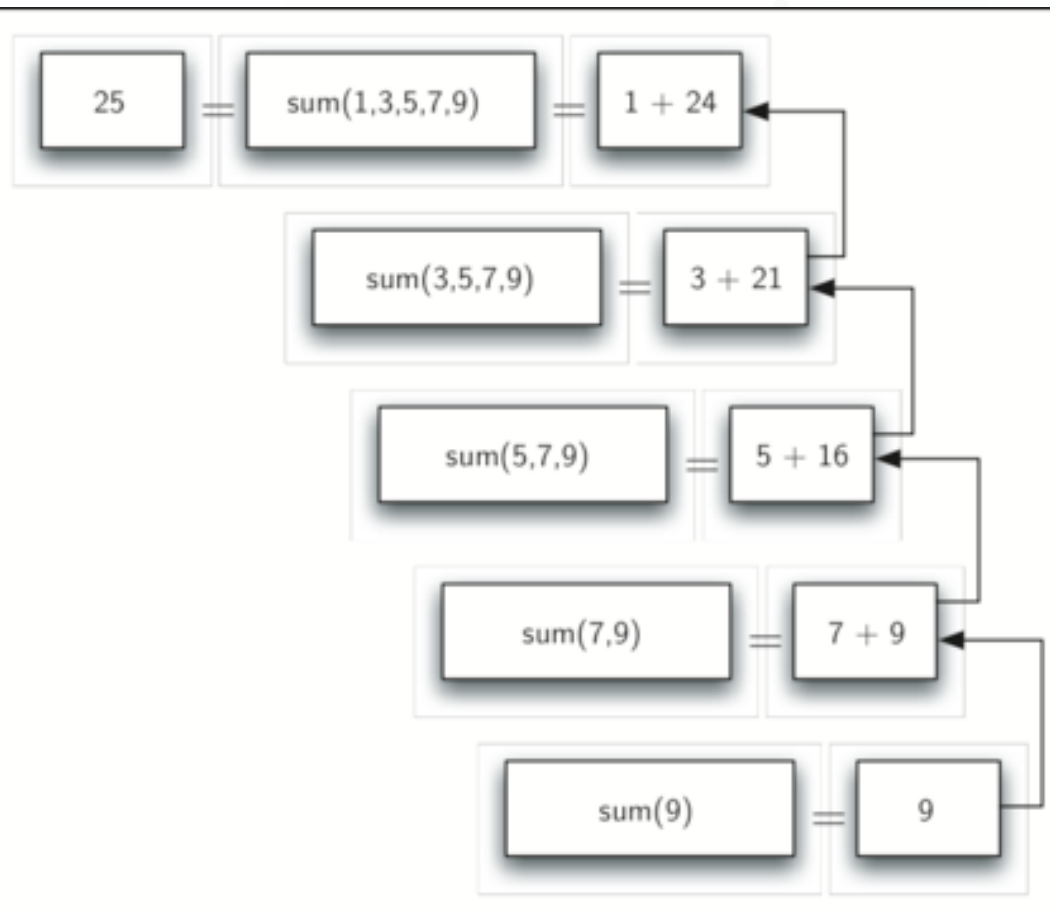 25 = sum(1,3,5,7,9) = 1 + 24
sum(3,5,7,9) = 3 + 21
sum(5,7,9) = 5 + 16
sum(7,9) = 7 + 9
sum(9) = 9